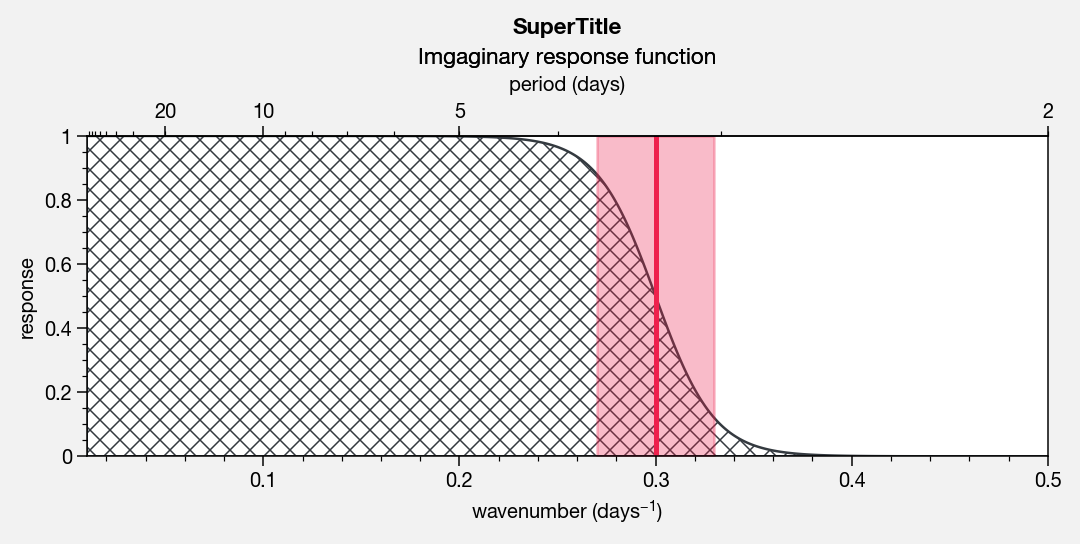 SuperTitle
Imgaginary response function
period (days)
20 10 5 2
1
0.8
0.6
0.4
0.2
0
response
0.1 0.2 0.3 0.4 0.5
wavenumber (days⁻¹)